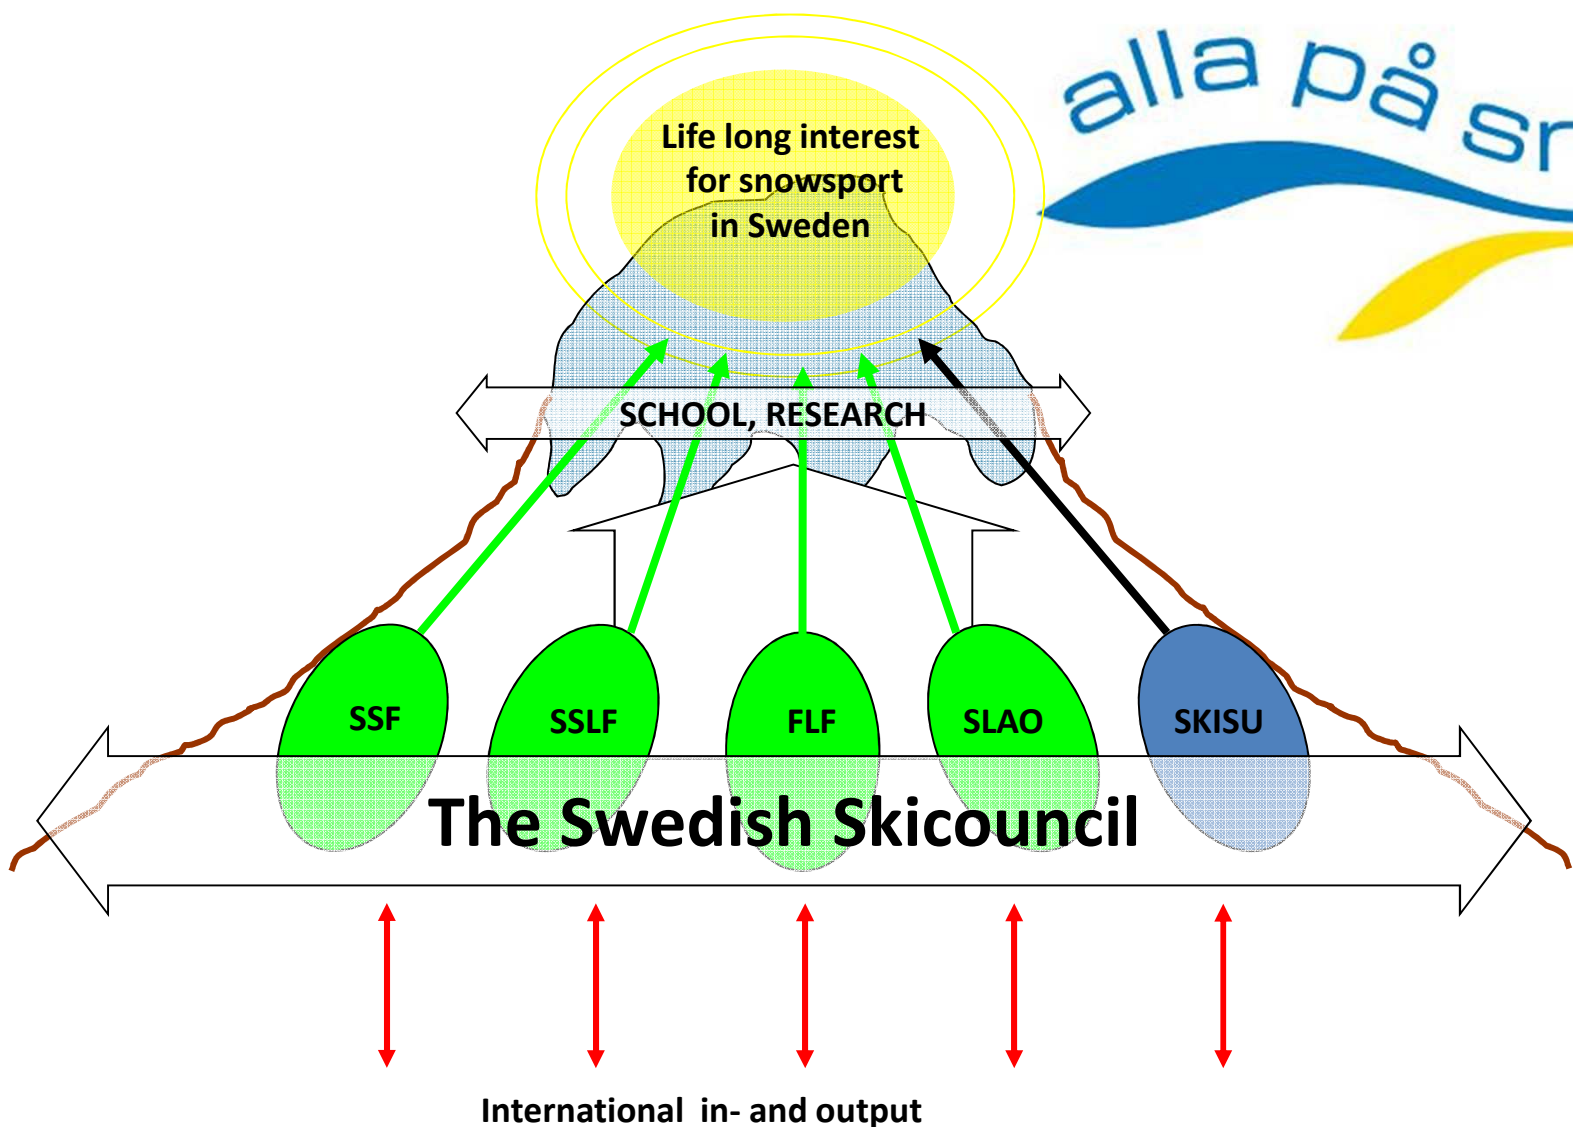 alla på sn
Life long interest
for snowsport
in Sweden
SCHOOL, RESEARCH
SSF
SSLF
FLF
SLAO
SKISU
The Swedish Skicouncil
International in- and output